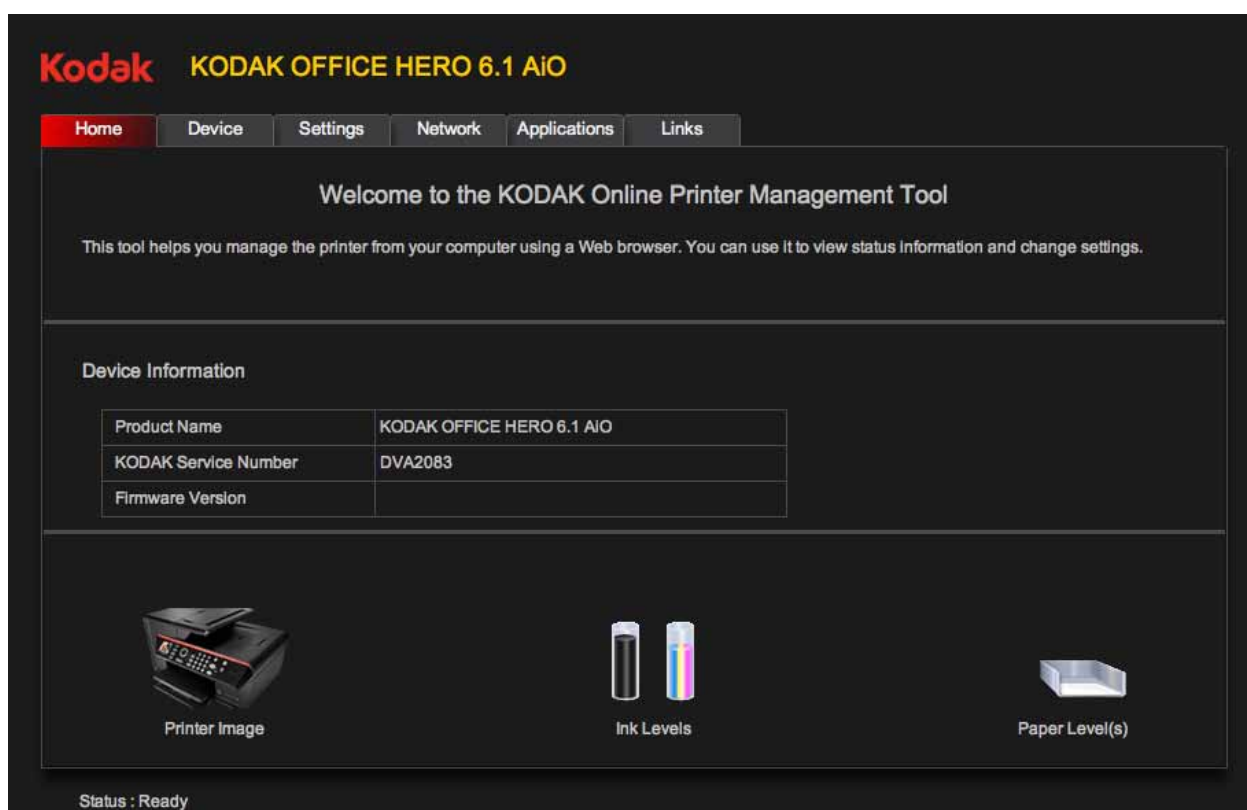 Kodak KODAK OFFICE HERO 6.1 AiO
Home Device Settings Network Applications Links
Welcome to the KODAK Online Printer Management Tool
This tool helps you manage the printer from your computer using a Web browser. You can use it to view status information and change settings.
Device Information
Product Name KODAK OFFICE HERO 6.1 AiO
KODAK Service Number DVA2083
Firmware Version
Printer Image Ink Levels Paper Level(s)
Status : Ready